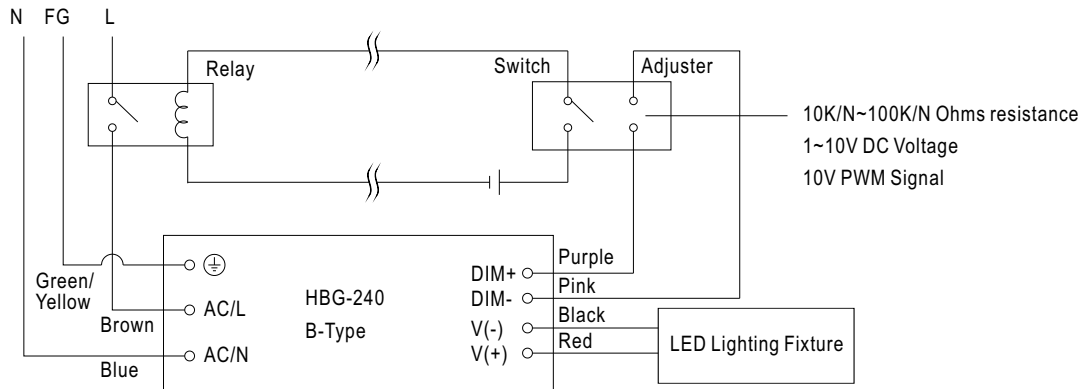 N FG L
Relay
Switch
Adjuster
10K/N~100K/N Ohms resistance
1~10V DC Voltage
10V PWM Signal
Green/
Yellow
Brown
Blue
AC/L
AC/N
HBG-240
B-Type
DIM+
DIM-
V(-)
V(+)
Purple
Pink
Black
Red
LED Lighting Fixture